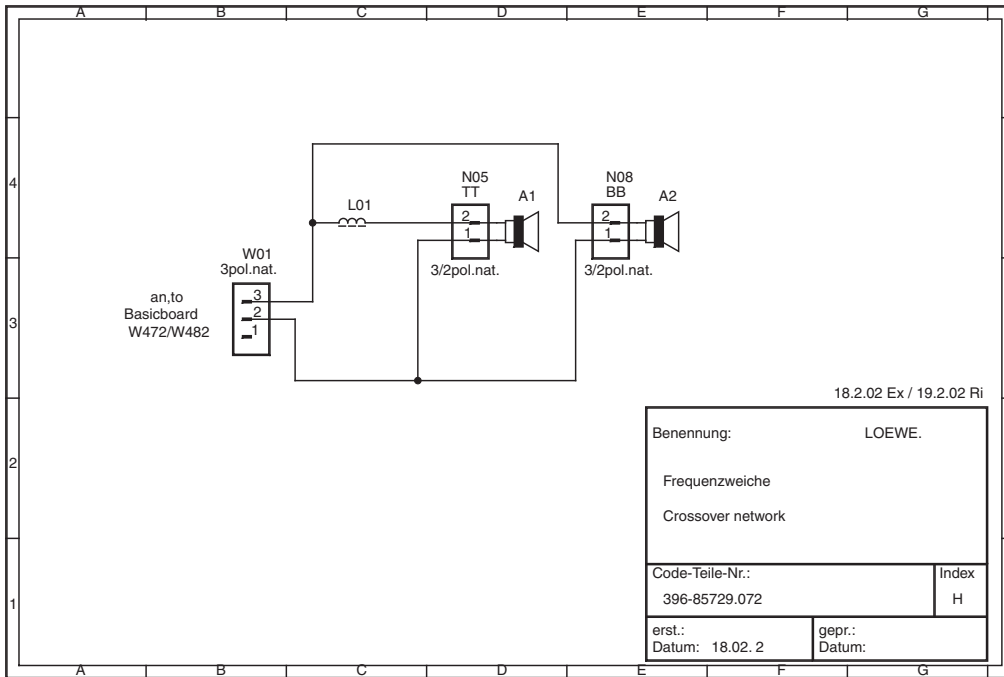 A B C D E F G
4
N05
TT
A1
N08
BB
A2
L01
2
1
2
1
3/2pol.nat.
3/2pol.nat.
W01
3pol.nat.
an,to
Basicboard
W472/W482
3
2
1
3
18.2.02 Ex / 19.2.02 Ri
Benennung: LOEWE.
2
Frequenzweiche
Crossover network
Code-Teile-Nr.: Index
396-85729.072 H
1
erst.: gepr.:
Datum: 18.02. 2 Datum:
A B C D E F G